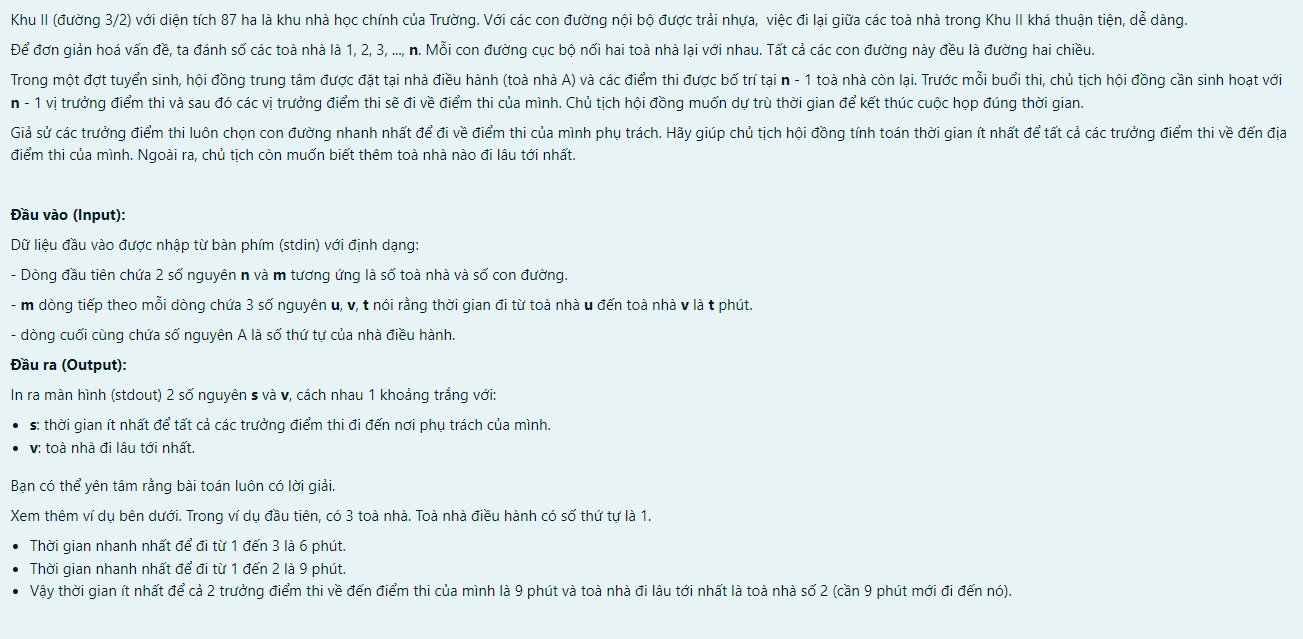 Khu II (đường 3/2) với diện tích 87 ha là khu nhà học chính của Trường. Với các con đường nội bộ được trải nhựa, việc đi lại giữa các toà nhà trong Khu II khá thuận tiện, dễ dàng.
Để đơn giản hoá vấn đề, ta đánh số các toà nhà là 1, 2, 3, ..., n. Mỗi con đường cục bộ nối hai toà nhà lại với nhau. Tất cả các con đường này đều là đường hai chiều.
Trong một đợt tuyển sinh, hội đồng trung tâm được đặt tại nhà điều hành (toà nhà A) và các điểm thi được bố trí tại n - 1 toà nhà còn lại. Trước mỗi buổi thi, chủ tịch hội đồng cần sinh hoạt với
n - 1 vị trưởng điểm thi và sau đó các vị trưởng điểm thi sẽ đi về điểm thi của mình. Chủ tịch hội đồng muốn dự trù thời gian để kết thúc cuộc họp đúng thời gian.
Giả sử các trưởng điểm thi luôn chọn con đường nhanh nhất để đi về điểm thi của mình phụ trách. Hãy giúp chủ tịch hội đồng tính toán thời gian ít nhất để tất cả các trưởng điểm thi về đến địa
điểm thi của mình. Ngoài ra, chủ tịch còn muốn biết thêm toà nhà nào đi lâu tới nhất.
Đầu vào (Input):
Dữ liệu đầu vào được nhập từ bàn phím (stdin) với định dạng:
- Dòng đầu tiên chứa 2 số nguyên n và m tương ứng là số toà nhà và số con đường.
- m dòng tiếp theo mỗi dòng chứa 3 số nguyên u, v, t nói rằng thời gian đi từ toà nhà u đến toà nhà v là t phút.
- dòng cuối cùng chứa số nguyên A là số thứ tự của nhà điều hành.
Đầu ra (Output):
In ra màn hình (stdout) 2 số nguyên s và v, cách nhau 1 khoảng trắng với:
• s: thời gian ít nhất để tất cả các trưởng điểm thi đi đến nơi phụ trách của mình.
• v: toà nhà đi lâu tới nhất.
Bạn có thể yên tâm rằng bài toán luôn có lời giải.
Xem thêm ví dụ bên dưới. Trong ví dụ đầu tiên, có 3 toà nhà. Toà nhà điều hành có số thứ tự là 1.
• Thời gian nhanh nhất để đi từ 1 đến 3 là 6 phút.
• Thời gian nhanh nhất để đi từ 1 đến 2 là 9 phút.
• Vậy thời gian ít nhất để cả 2 trưởng điểm thi về đến điểm thi của mình là 9 phút và toà nhà đi lâu tới nhất là toà nhà số 2 (cần 9 phút mới đi đến nó).